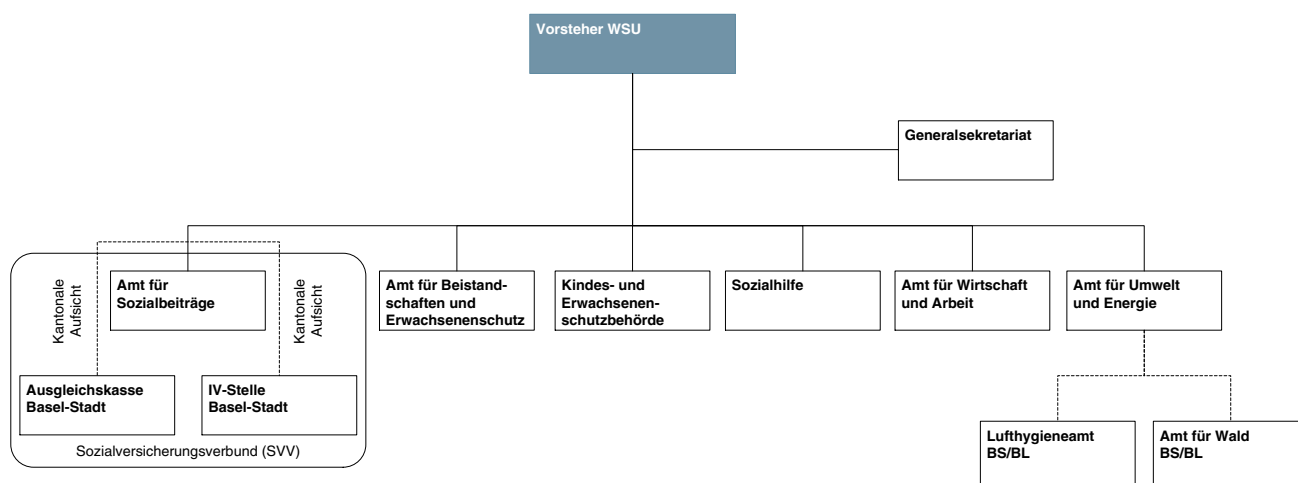 Vorsteher WSU
Generalsekretariat
Kantonale
Aufsicht
Amt für
Sozialbeiträge
Kantonale
Aufsicht
Amt für Beistand-
schaften und
Erwachsenenschutz
Kindes- und
Erwachsenen-
schutzbehörde
Sozialhilfe
Amt für Wirtschaft
und Arbeit
Amt für Umwelt
und Energie
Ausgleichskasse
Basel-Stadt
IV-Stelle
Basel-Stadt
Sozialversicherungsverbund (SVV)
Lufthygieneamt
BS/BL
Amt für Wald
BS/BL